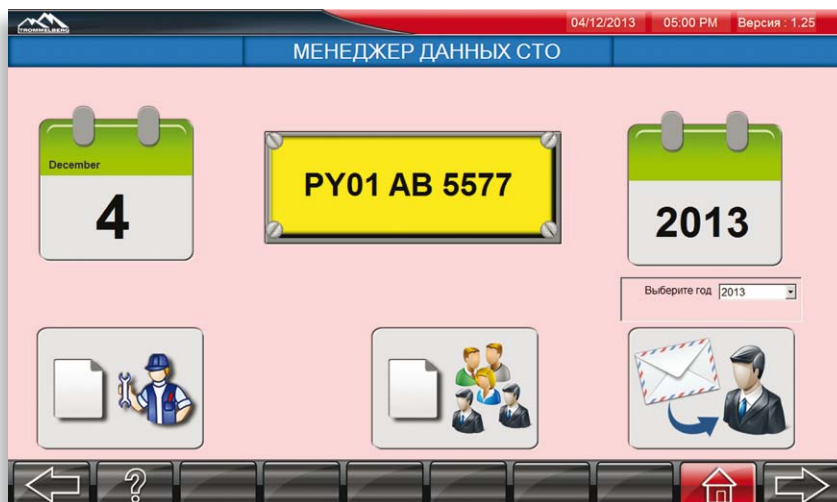 TROMMELBERG
04/12/2013 05:00 PM Версия : 1.25
МЕНЕДЖЕР ДАННЫХ СТО
December
4
PY01 AB 5577
2013
Выберите год 2013